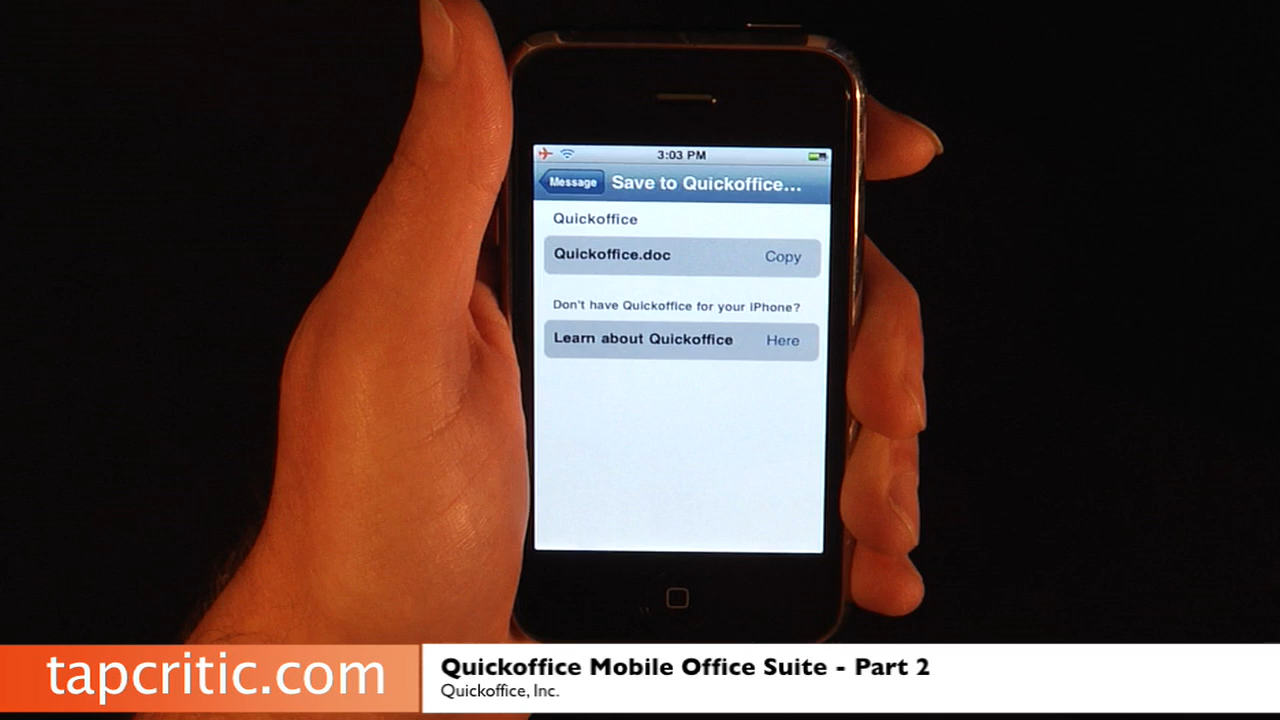 3:03 PM
Message Save to Quickoffice...
Quickoffice
Quickoffice.doc Copy
Don't have Quickoffice for your iPhone?
Learn about Quickoffice Here
tapcritic.com
Quickoffice Mobile Office Suite - Part 2
Quickoffice, Inc.